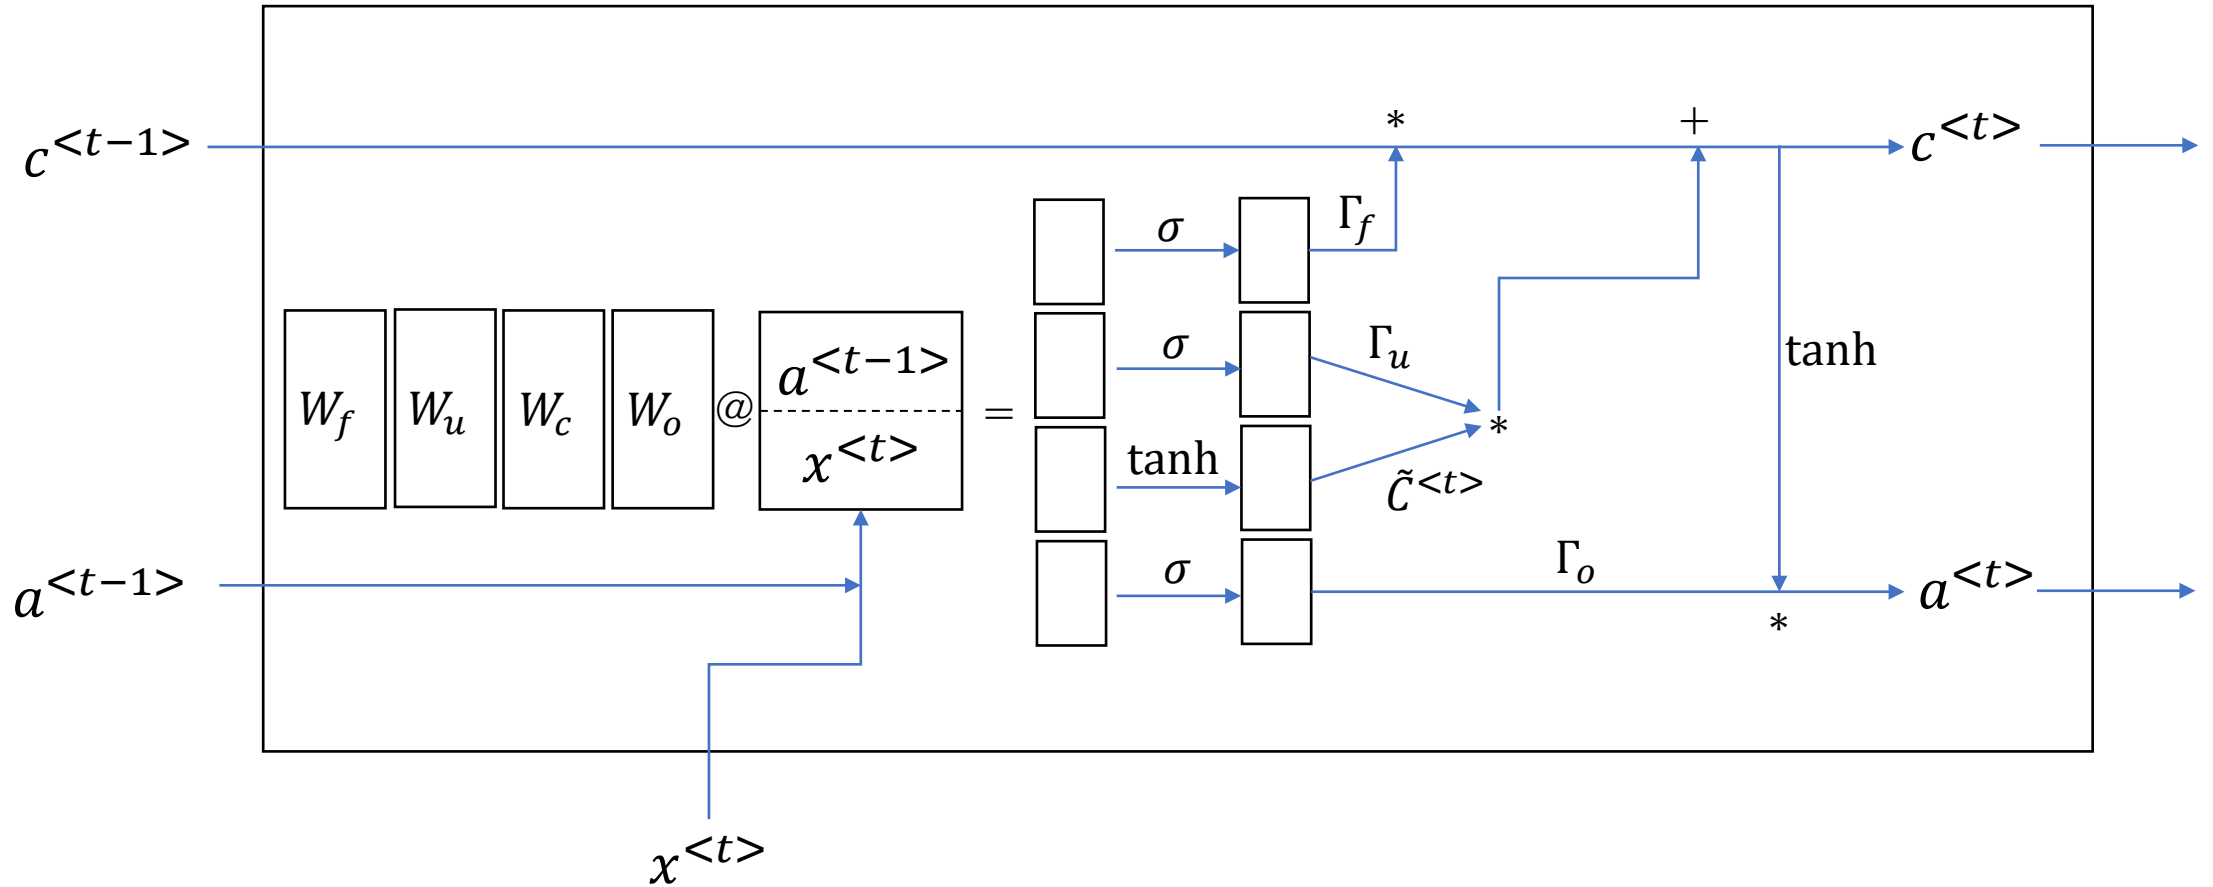 c<t−1>
* +
c<t>
σ Γf
σ Γu tanh
Wf Wu Wc Wo @ a<t−1> = *
x<t> tanh C̃<t>
a<t−1> σ Γo a<t>
*
x<t>